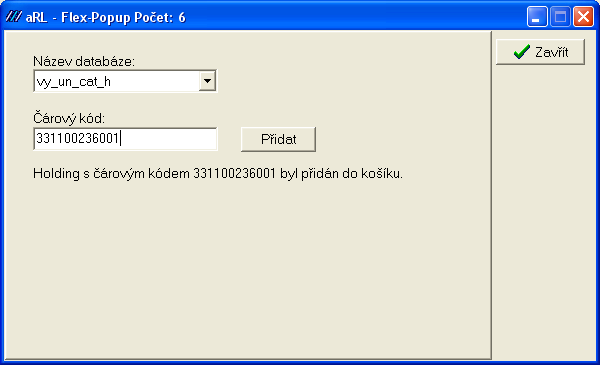 aRL - Flex-Popup Počet: 6
Zavřít
Název databáze:
vy_un_cat_h
Čárový kód:
331100236001
Přidat
Holding s čárovým kódem 331100236001 byl přidán do košíku.